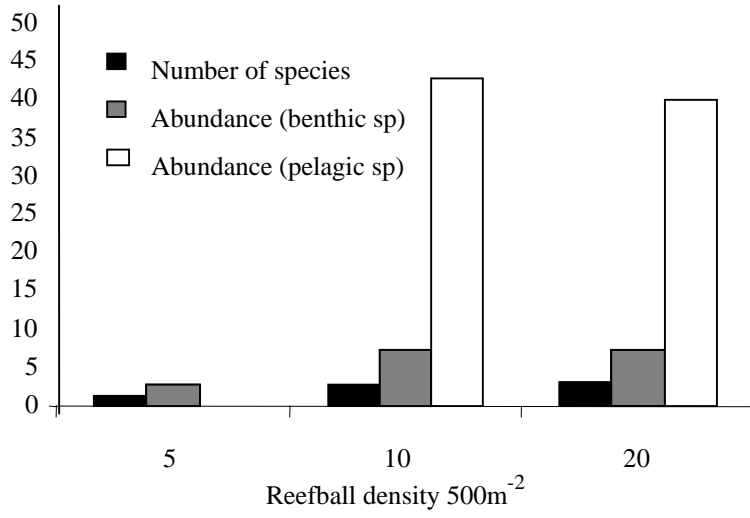 50
45
40
35
30
25
20
15
10
5
0
Number of species
Abundance (benthic sp)
Abundance (pelagic sp)
5 10 20
Reefball density 500m-2